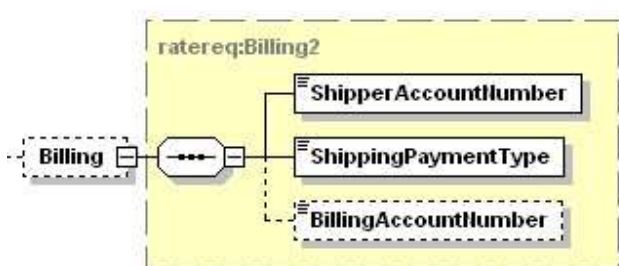 ratereq:Billing2
ShipperAccountNumber
Billing
ShippingPaymentType
BillingAccountNumber